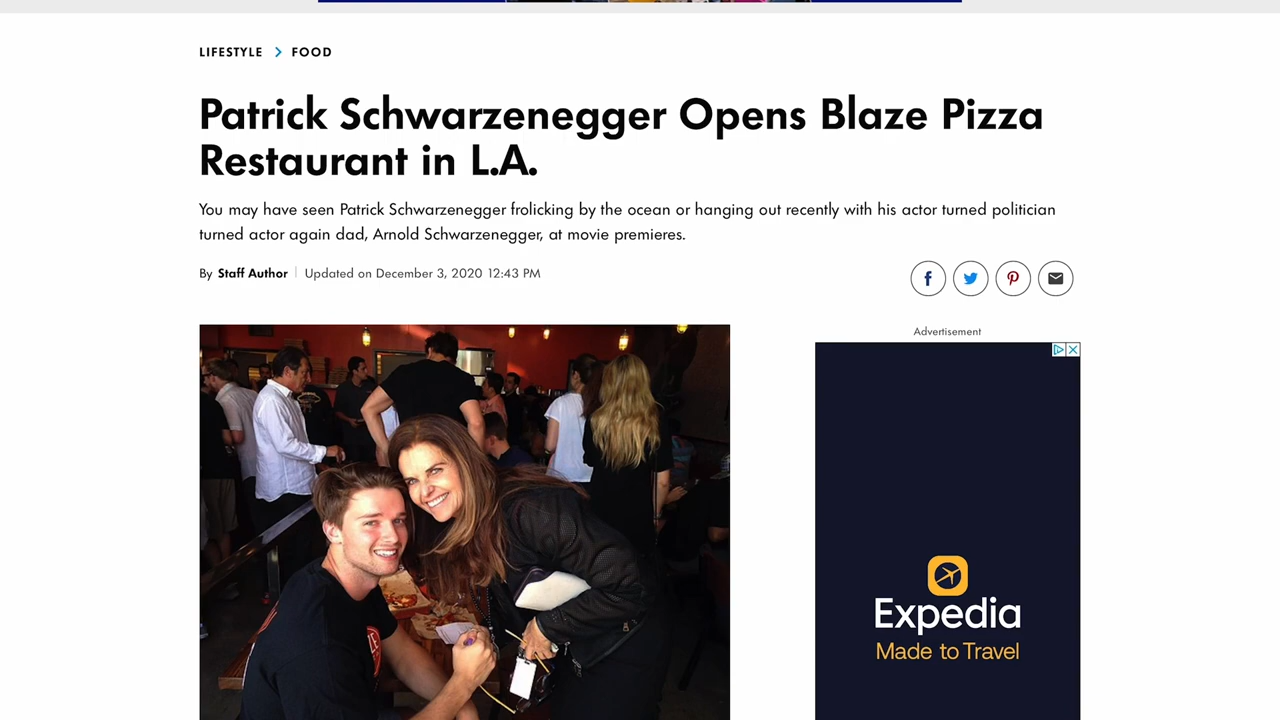 LIFESTYLE > FOOD
Patrick Schwarzenegger Opens Blaze Pizza
Restaurant in L.A.
You may have seen Patrick Schwarzenegger frolicking by the ocean or hanging out recently with his actor turned politician
turned actor again dad, Arnold Schwarzenegger, at movie premieres.
By Staff Author | Updated on December 3, 2020 12:43 PM
Advertisement
Expedia
Made to Travel